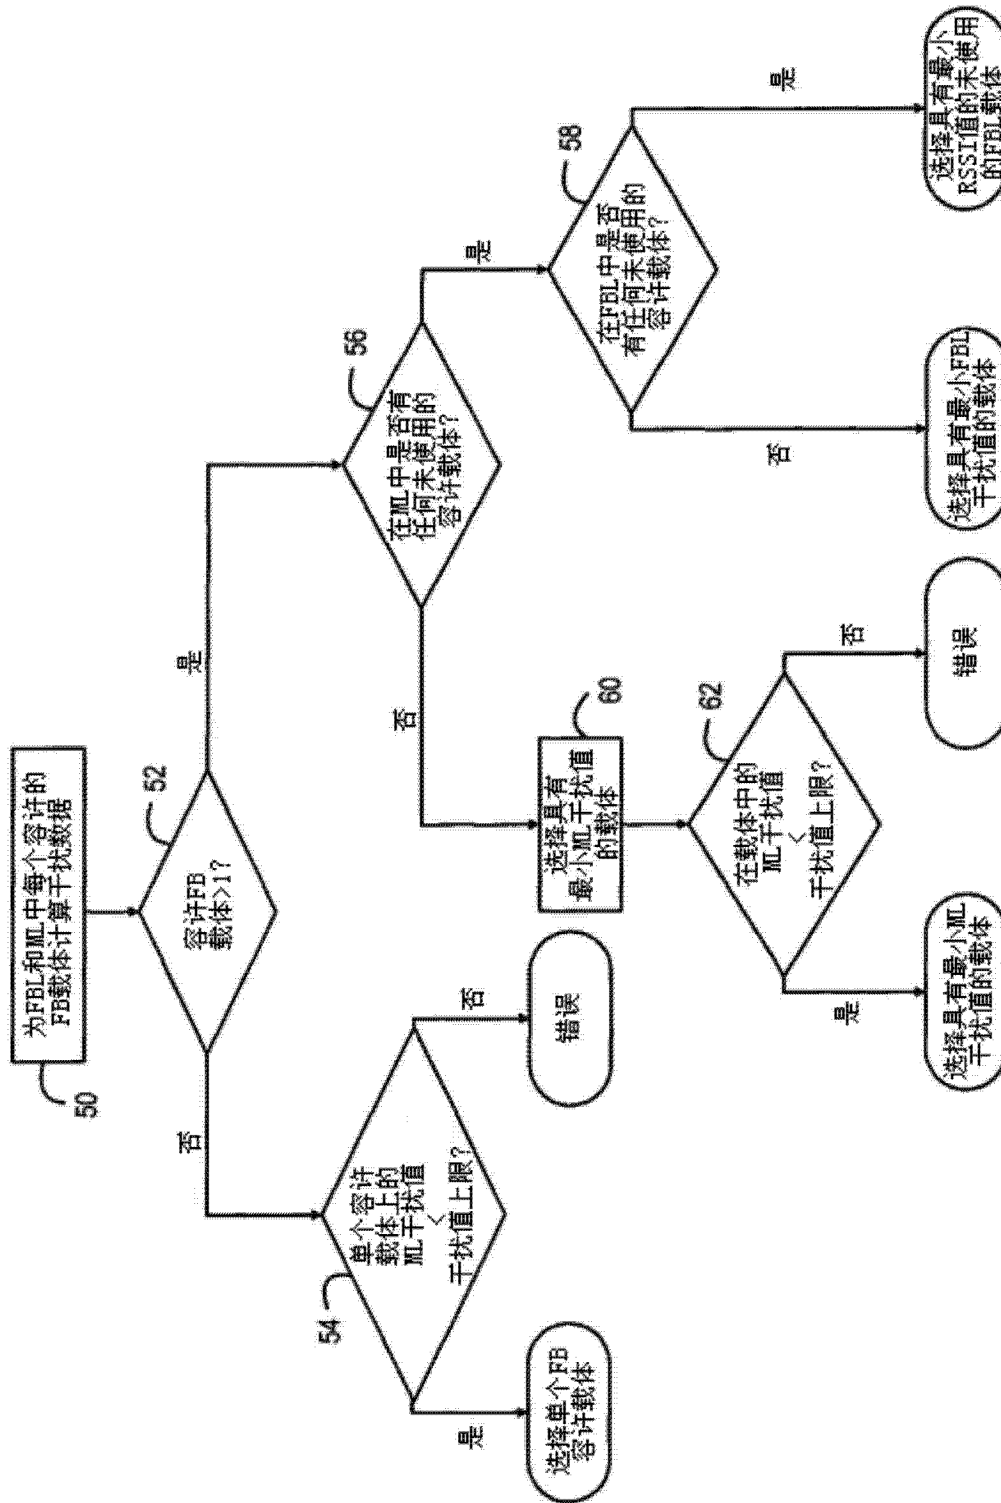 为FBL和ML中每个容许的
FB载体计算干扰数据
50
容许FB
载体>1?
52
否
是
单个容许
载体上的
ML干扰值
<
干扰值上限?
54
是
否
选择单个FB
容许载体
错误
在ML中是否有
任何未使用的
容许载体?
56
否
是
选择具有
最小ML干扰值
的载体
60
在载体中的
ML干扰值
<
干扰值上限?
62
是
否
选择具有最小ML
干扰值的载体
错误
在FBL中是否
有任何未使用的
容许载体?
58
否
是
选择具有最小FBL
干扰值的载体
选择具有最小
RSSI值的未使用
的FBL载体